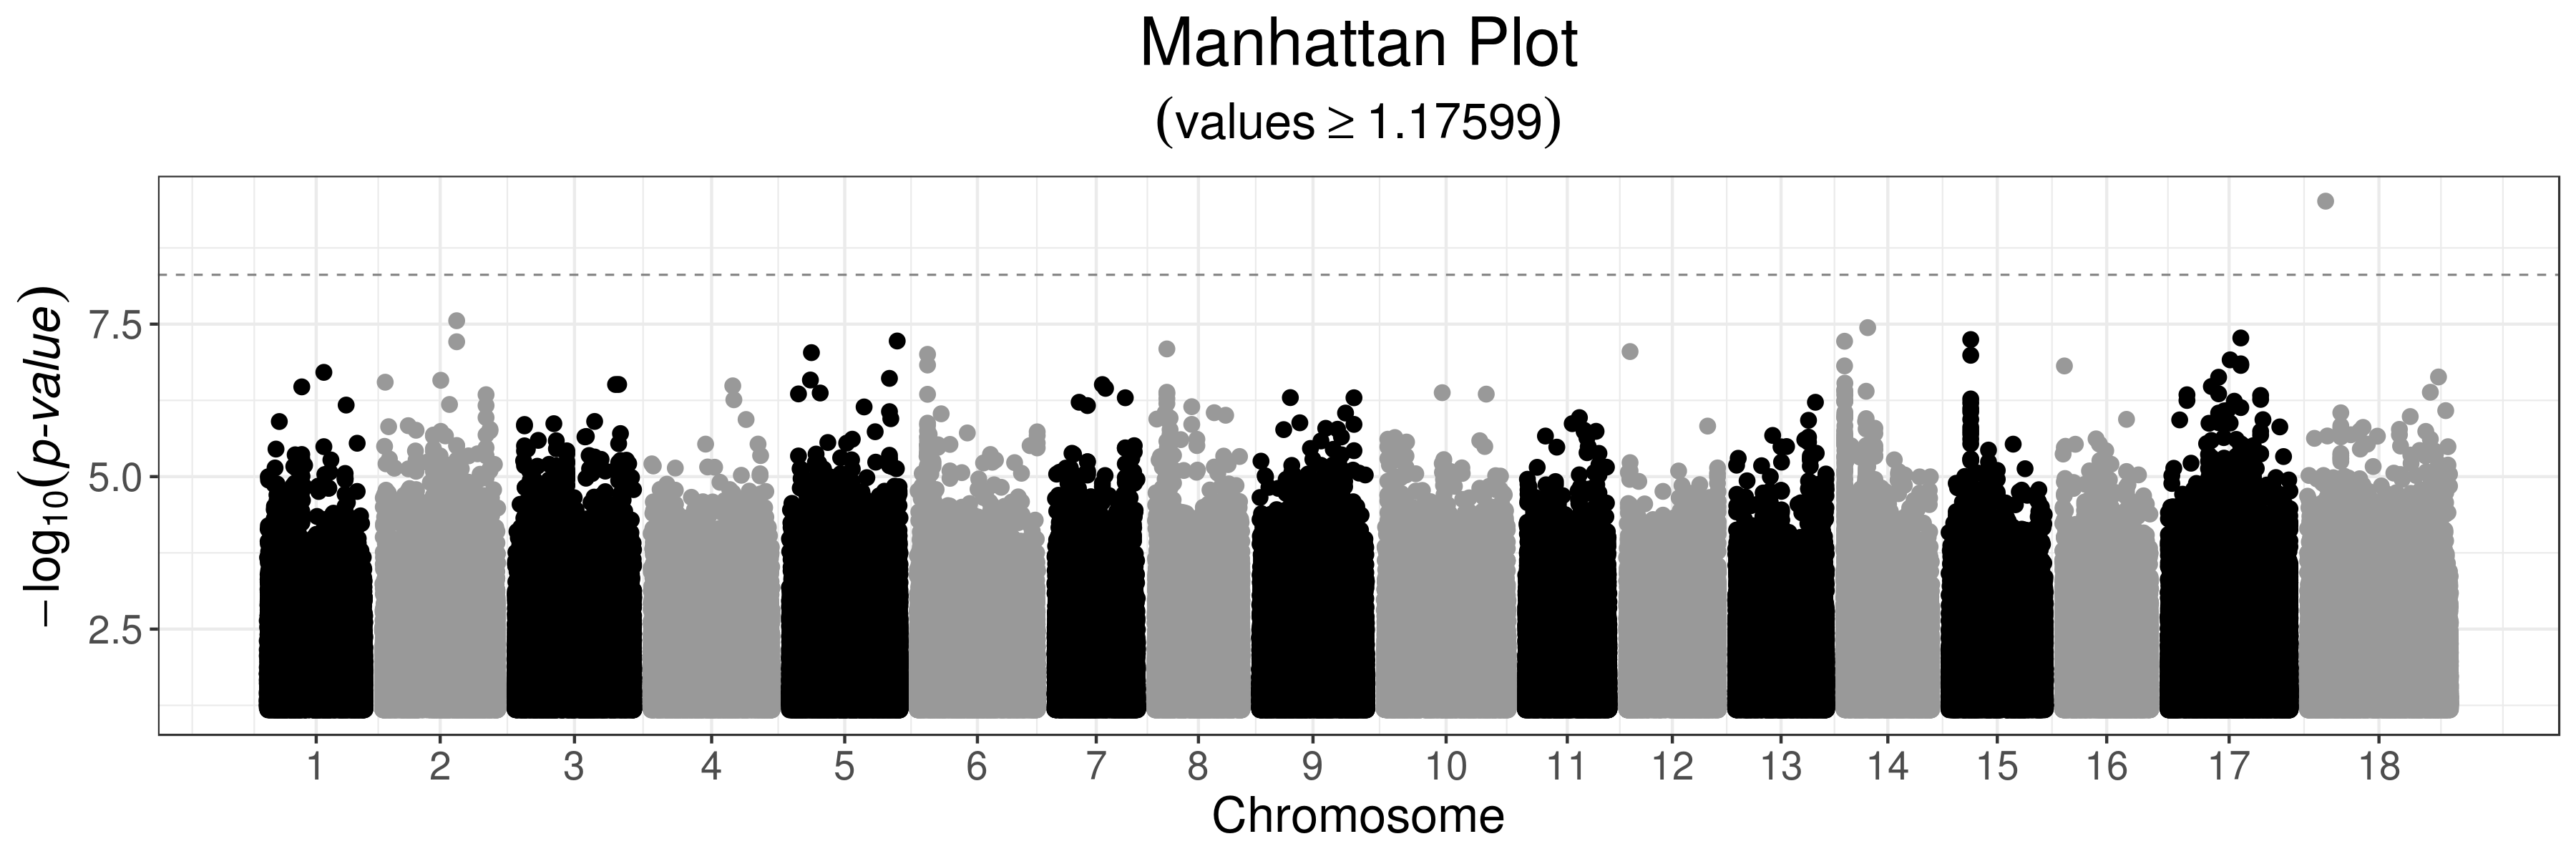 Manhattan Plot
(values ≥ 1.17599)
−log10(p-value)
7.5
5.0
2.5
1 2 3 4 5 6 7 8 9 10 11 12 13 14 15 16 17 18
Chromosome